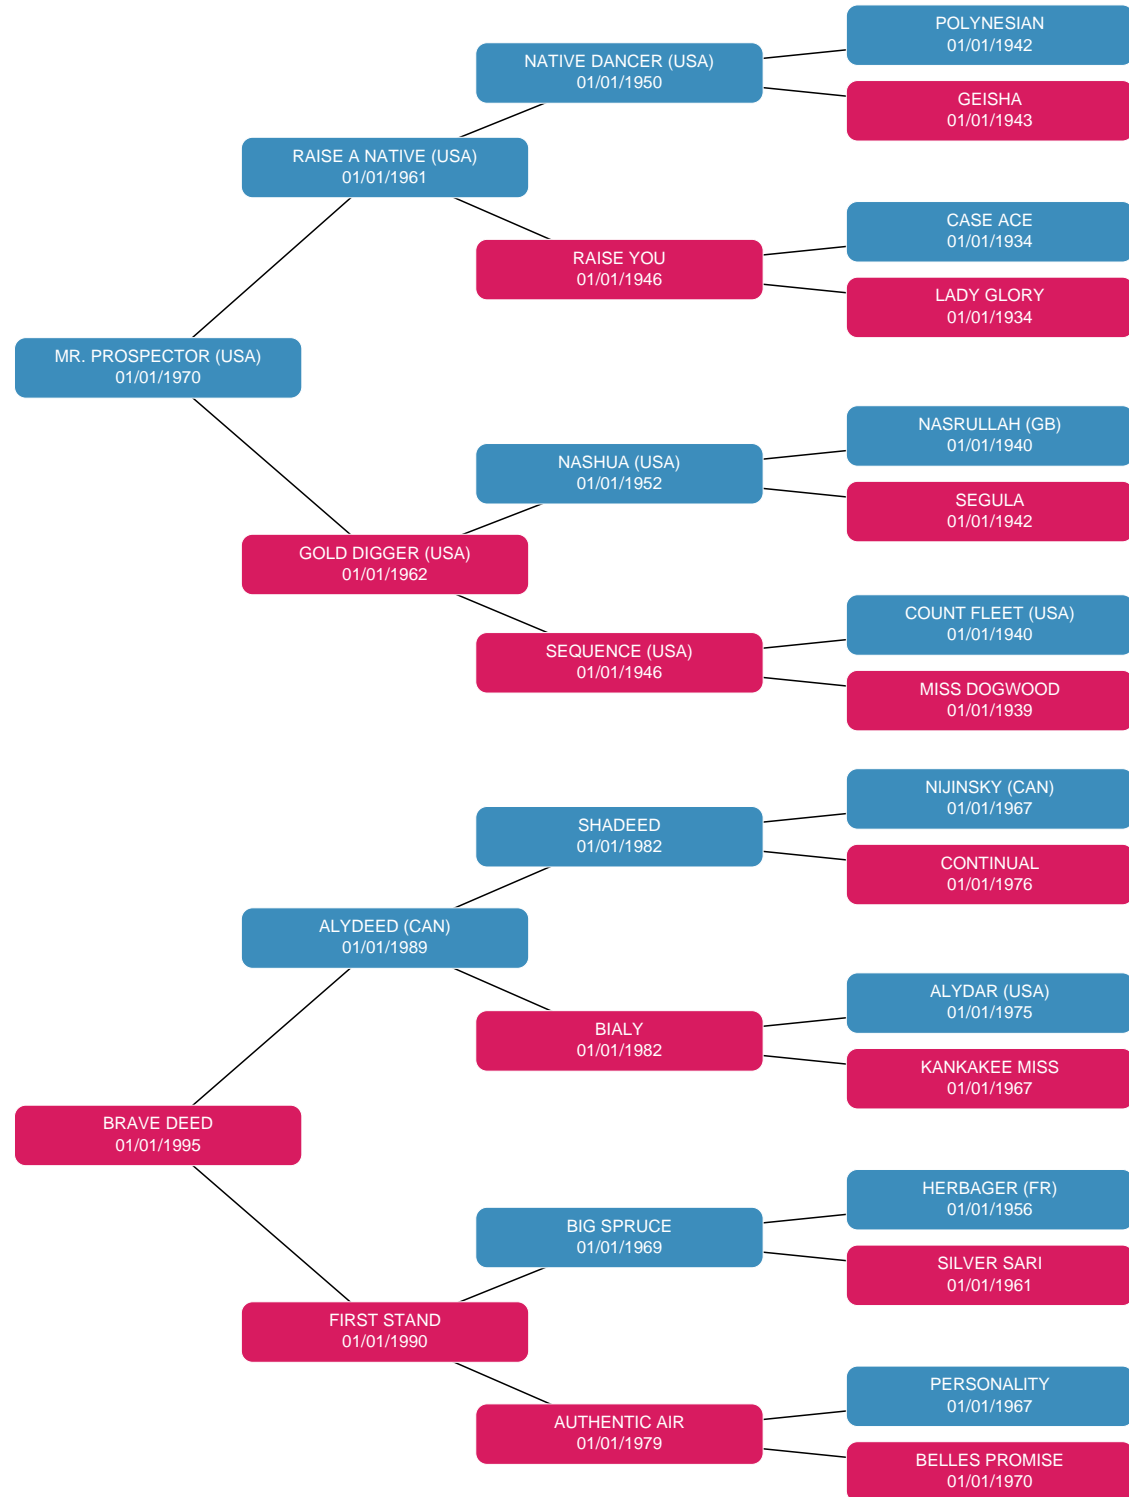 POLYNESIAN
01/01/1942
NATIVE DANCER (USA)
01/01/1950
GEISHA
01/01/1943
RAISE A NATIVE (USA)
01/01/1961
CASE ACE
01/01/1934
RAISE YOU
01/01/1946
LADY GLORY
01/01/1934
MR. PROSPECTOR (USA)
01/01/1970
NASRULLAH (GB)
01/01/1940
NASHUA (USA)
01/01/1952
SEGULA
01/01/1942
GOLD DIGGER (USA)
01/01/1962
COUNT FLEET (USA)
01/01/1940
SEQUENCE (USA)
01/01/1946
MISS DOGWOOD
01/01/1939
NIJINSKY (CAN)
01/01/1967
SHADEED
01/01/1982
CONTINUAL
01/01/1976
ALYDEED (CAN)
01/01/1989
ALYDAR (USA)
01/01/1975
BIALY
01/01/1982
KANKAKEE MISS
01/01/1967
BRAVE DEED
01/01/1995
HERBAGER (FR)
01/01/1956
BIG SPRUCE
01/01/1969
SILVER SARI
01/01/1961
FIRST STAND
01/01/1990
PERSONALITY
01/01/1967
AUTHENTIC AIR
01/01/1979
BELLES PROMISE
01/01/1970